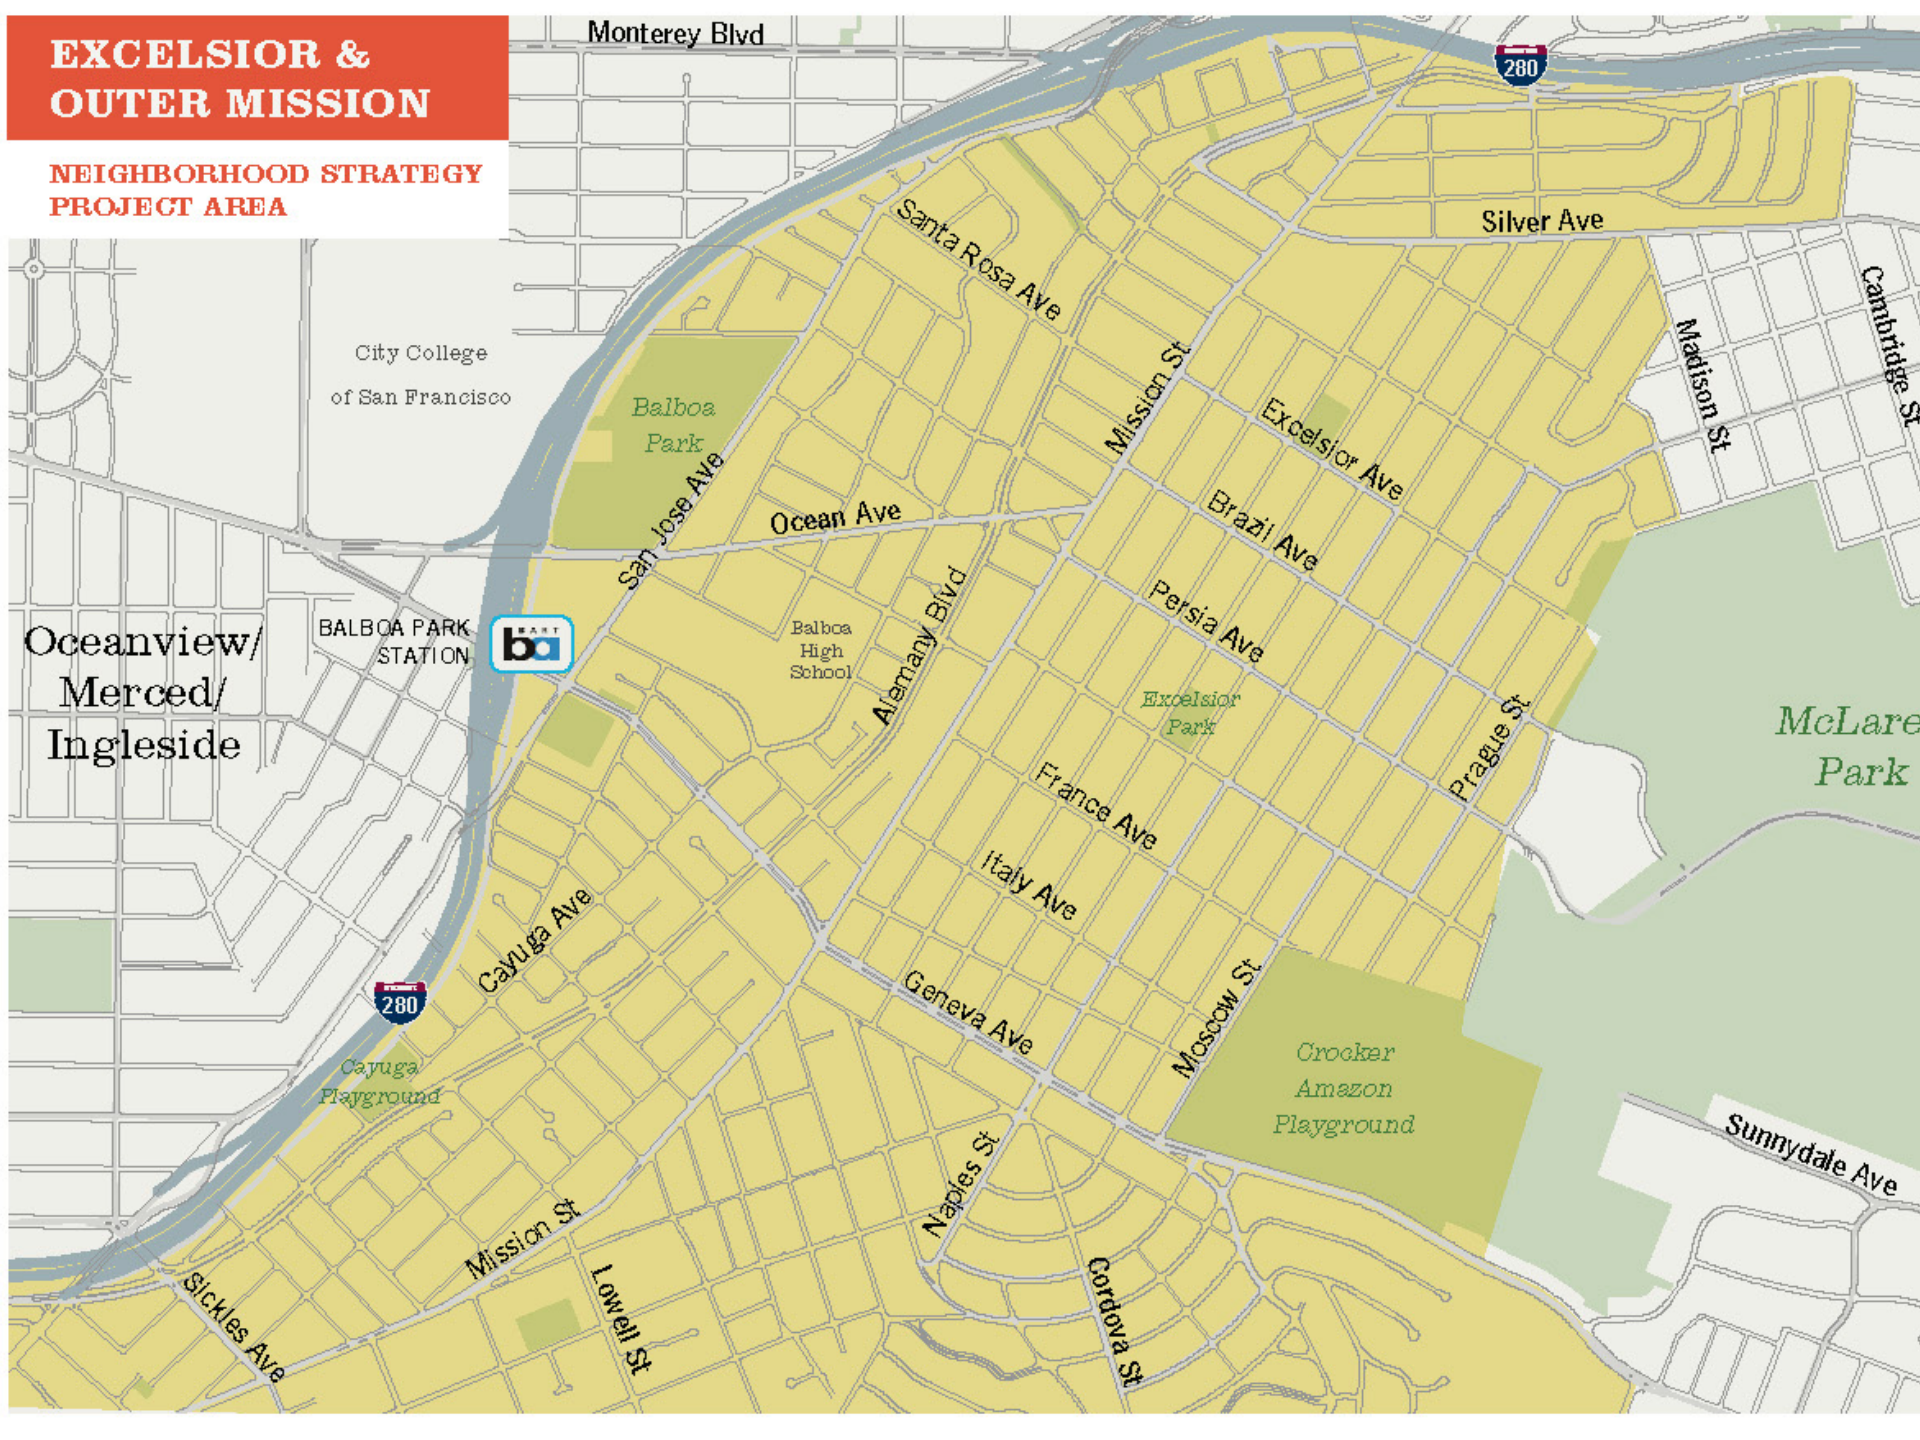 EXCELSIOR &
OUTER MISSION
NEIGHBORHOOD STRATEGY
PROJECT AREA
Monterey Blvd
280
Silver Ave
Santa Rosa Ave
Cambridge St
Madison St
City College
of San Francisco
Balboa
Park
Mission St
Excelsior Ave
San Jose Ave
Ocean Ave
Brazil Ave
Persia Ave
Alemany Blvd
BALBOA PARK
STATION
BART
ba
Balboa
High
School
Oceanview/
Merced/
Ingleside
Excelsior
Park
Prague St
McLare
Park
France Ave
Italy Ave
Cayuga Ave
280
Geneva Ave
Moscow St
Cayuga
Playground
Crocker
Amazon
Playground
Sunnydale Ave
Naples St
Mission St
Sickles Ave
Lowell St
Cordova St